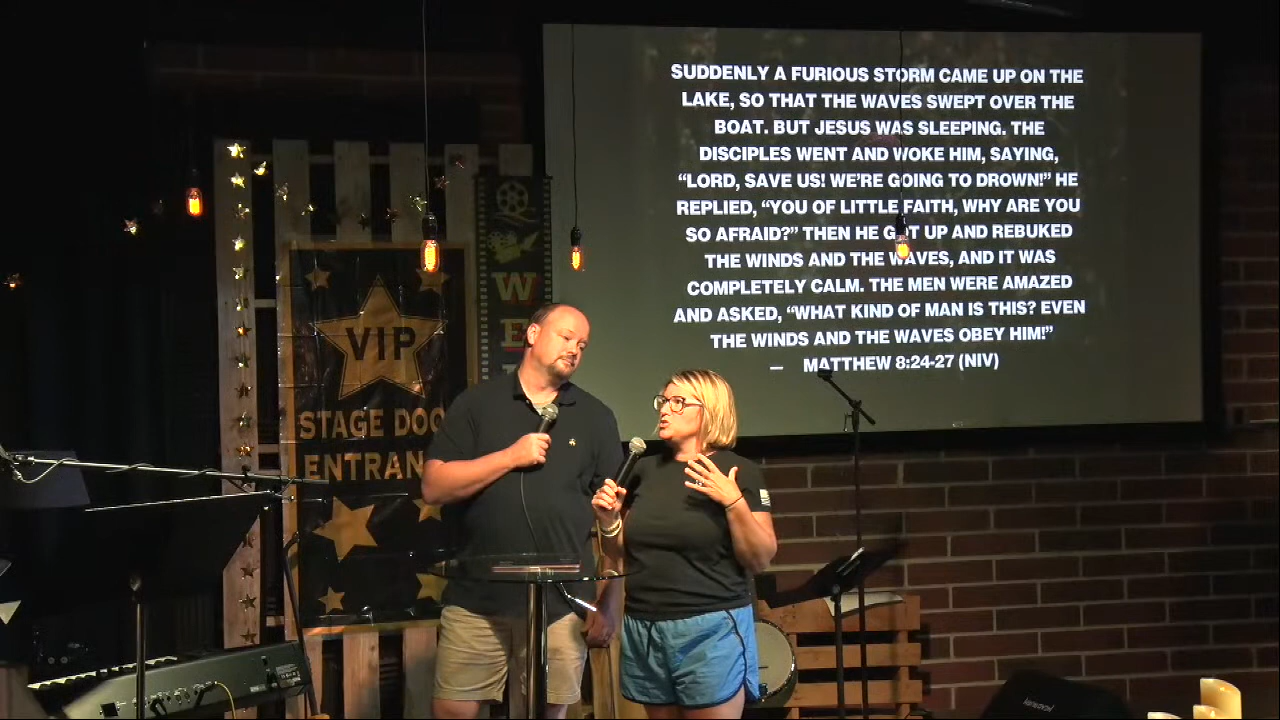 SUDDENLY A FURIOUS STORM CAME UP ON THE
LAKE, SO THAT THE WAVES SWEPT OVER THE
BOAT. BUT JESUS WAS SLEEPING. THE
DISCIPLES WENT AND WOKE HIM, SAYING,
“LORD, SAVE US! WE’RE GOING TO DROWN!” HE
REPLIED, “YOU OF LITTLE FAITH, WHY ARE YOU
SO AFRAID?” THEN HE GOT UP AND REBUKED
THE WINDS AND THE WAVES, AND IT WAS
COMPLETELY CALM. THE MEN WERE AMAZED
AND ASKED, “WHAT KIND OF MAN IS THIS? EVEN
THE WINDS AND THE WAVES OBEY HIM!”
— MATTHEW 8:24-27 (NIV)
VIP
STAGE DOO
ENTRAN
W
E